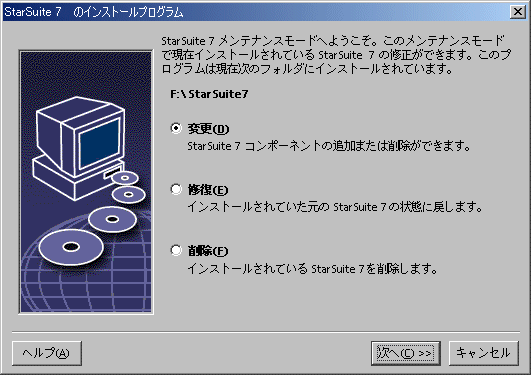 StarSuite 7　のインストールプログラム
StarSuite 7 メンテナンスモードへようこそ。このメンテナンスモード
で現在インストールされている StarSuite 7 の修正ができます。このプ
ログラムは現在次のフォルダにインストールされています。
F:\StarSuite7
変更(D)
StarSuite 7 コンポーネントの追加または削除ができます。
修復(E)
インストールされていた元の StarSuite 7 の状態に戻します。
削除(F)
インストールされている StarSuite 7 を削除します。
ヘルプ(A)
次へ(C) >>
キャンセル